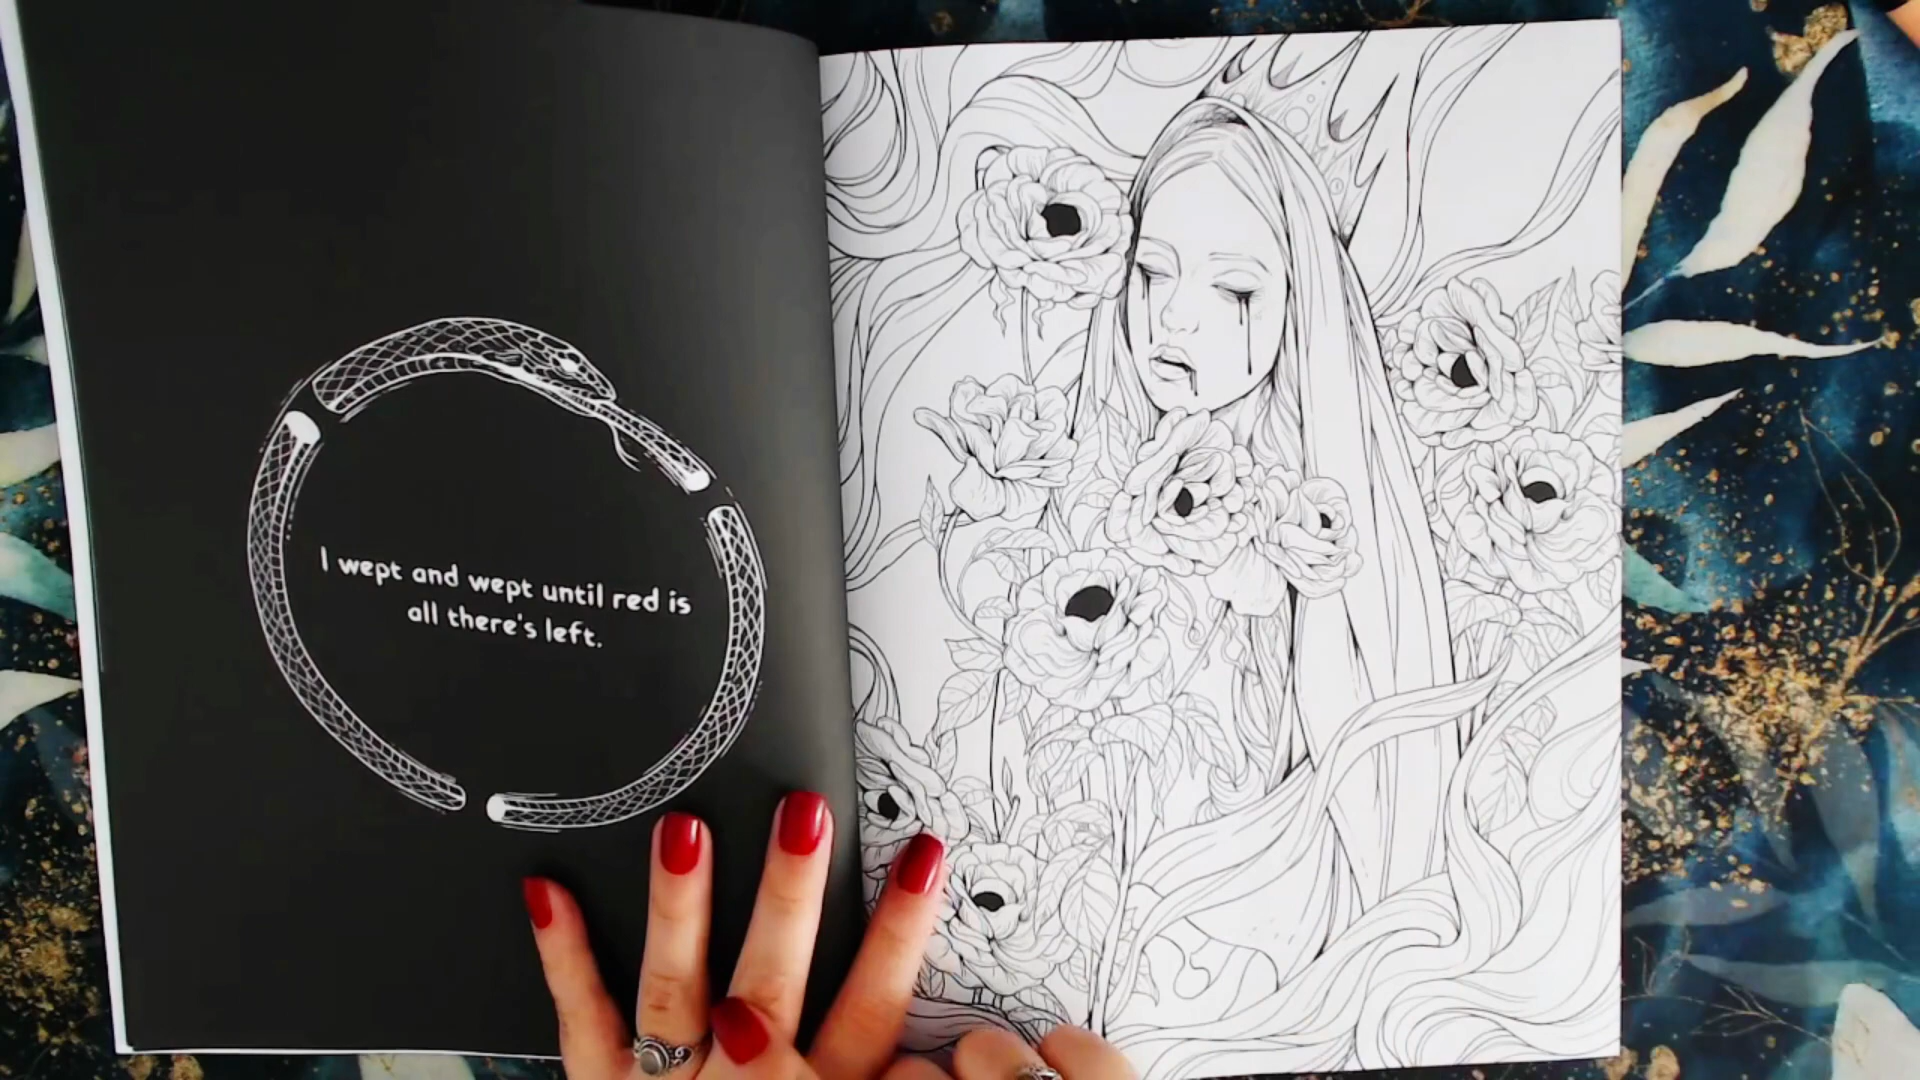 I wept and wept until red is
all there's left.